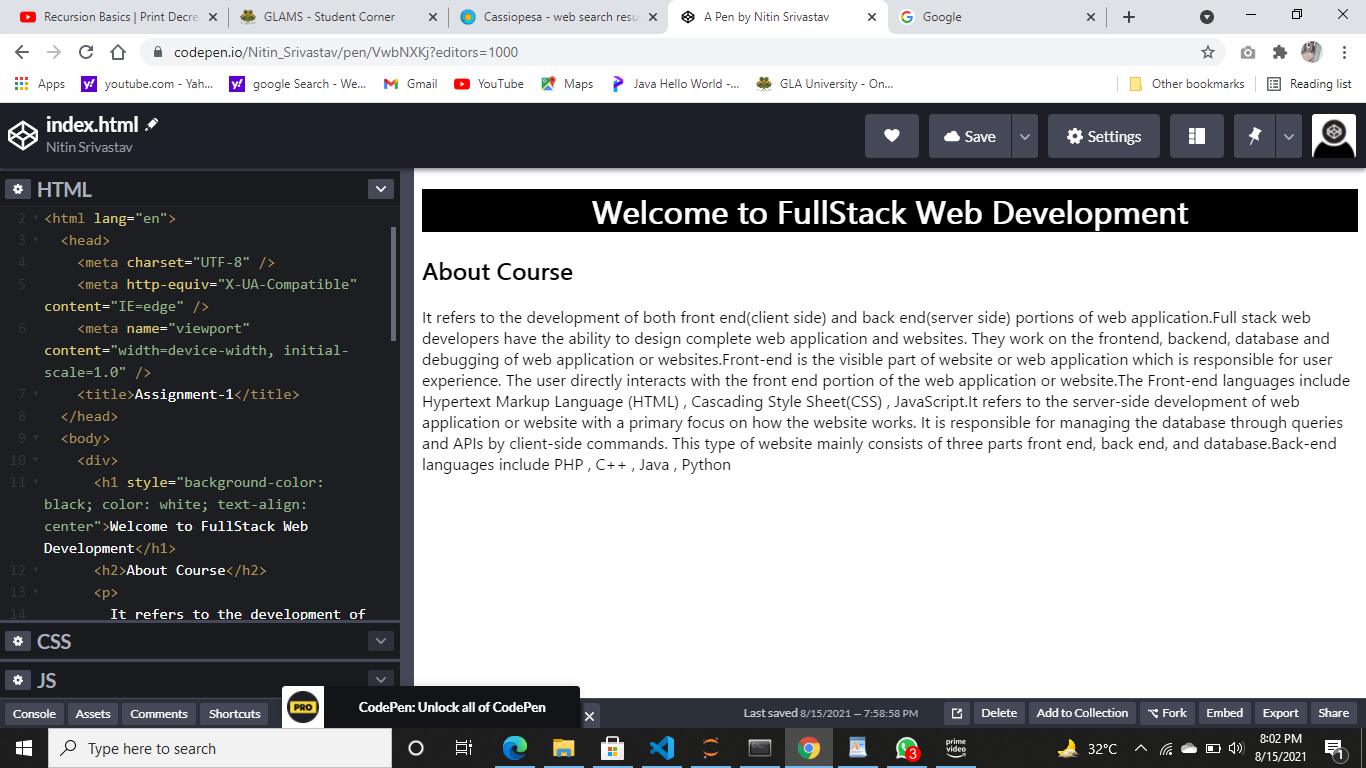 Recursion Basics | Print Decre
GLAMS - Student Corner
Cassiopesa - web search resu
A Pen by Nitin Srivastav
Google
codepen.io/Nitin_Srivastav/pen/VwbNXKj?editors=1000
Apps
youtube.com - Yah...
google Search - We...
Gmail
YouTube
Maps
Java Hello World -...
GLA University - On...
Other bookmarks
Reading list
index.html
Nitin Srivastav
Save
Settings
HTML
2 <html lang="en">
3 <head>
4 <meta charset="UTF-8" />
5 <meta http-equiv="X-UA-Compatible"
content="IE=edge" />
6 <meta name="viewport"
content="width=device-width, initial-
scale=1.0" />
7 <title>Assignment-1</title>
8 </head>
9 <body>
10 <div>
11 <h1 style="background-color:
black; color: white; text-align:
center">Welcome to FullStack Web
Development</h1>
12 <h2>About Course</h2>
13 <p>
14 It refers to the development of
CSS
JS
Welcome to FullStack Web Development
About Course
It refers to the development of both front end(client side) and back end(server side) portions of web application.Full stack web
developers have the ability to design complete web application and websites. They work on the frontend, backend, database and
debugging of web application or websites.Front-end is the visible part of website or web application which is responsible for user
experience. The user directly interacts with the front end portion of the web application or website.The Front-end languages include
Hypertext Markup Language (HTML) , Cascading Style Sheet(CSS) , JavaScript.It refers to the server-side development of web
application or website with a primary focus on how the website works. It is responsible for managing the database through queries
and APIs by client-side commands. This type of website mainly consists of three parts front end, back end, and database.Back-end
languages include PHP , C++ , Java , Python
Console
Assets
Comments
Shortcuts
PRO
CodePen: Unlock all of CodePen
Last saved 8/15/2021 — 7:58:58 PM
Delete
Add to Collection
Fork
Embed
Export
Share
Type here to search
3
prime
video
32°C
8:02 PM
8/15/2021
1